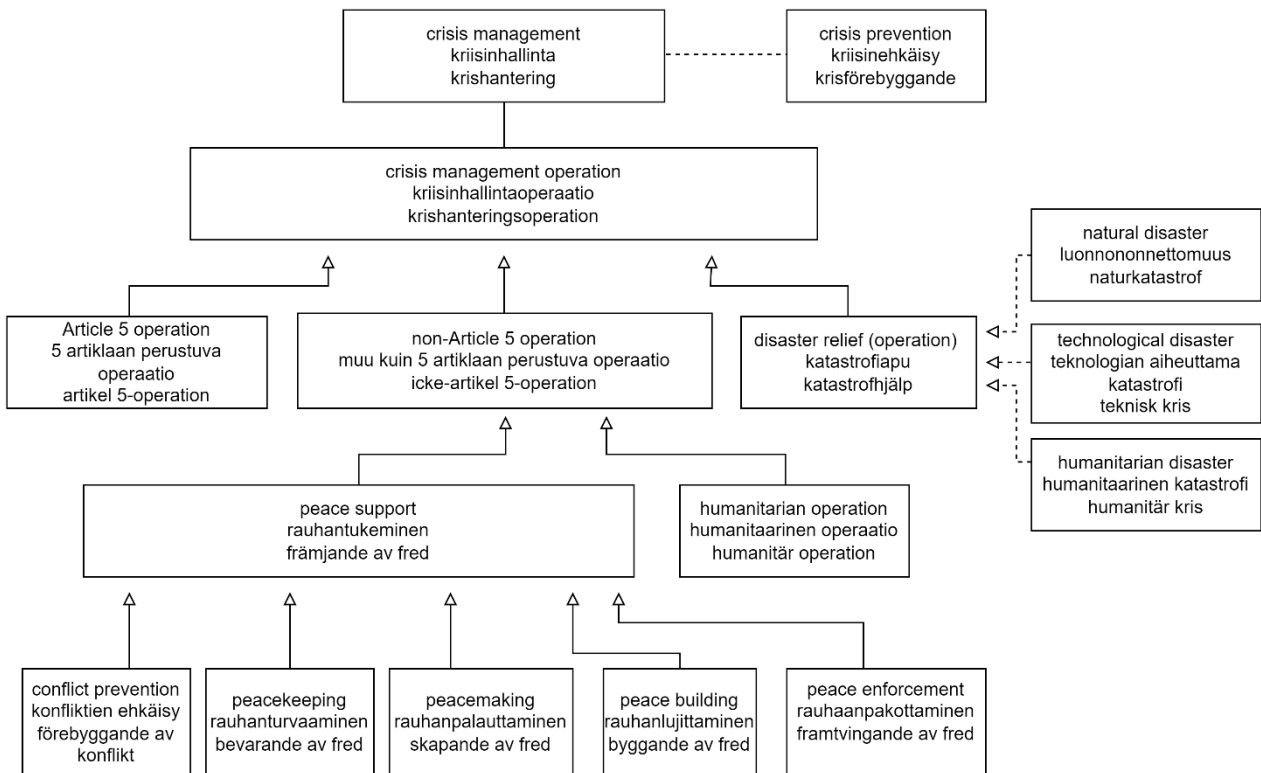 crisis management
kriisinhallinta
krishantering
crisis prevention
kriisinehkäisy
krisförebyggande
crisis management operation
kriisinhallintaoperaatio
krishanteringsoperation
natural disaster
luonnononnettomuus
naturkatastrof
Article 5 operation
5 artiklaan perustuva
operaatio
artikel 5-operation
non-Article 5 operation
muu kuin 5 artiklaan perustuva operaatio
icke-artikel 5-operation
disaster relief (operation)
katastrofiapu
katastrofhjälp
technological disaster
teknologian aiheuttama
katastrofi
teknisk kris
humanitarian disaster
humanitaarinen katastrofi
humanitär kris
peace support
rauhantukeminen
främjande av fred
humanitarian operation
humanitaarinen operaatio
humanitär operation
conflict prevention
konfliktien ehkäisy
förebyggande av
konflikt
peacekeeping
rauhanturvaaminen
bevarande av fred
peacemaking
rauhanpalauttaminen
skapande av fred
peace building
rauhanlujittaminen
byggande av fred
peace enforcement
rauhaanpakottaminen
framtvingande av fred